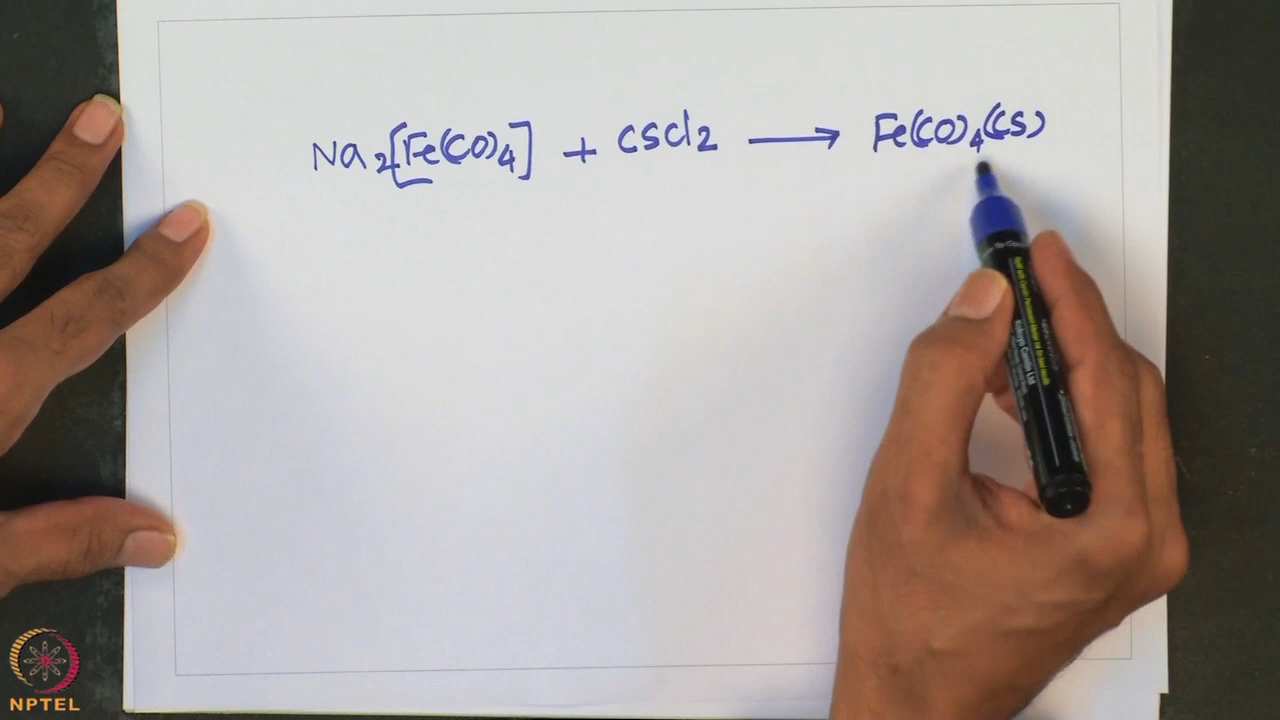 Na₂[Fe(CO)₄] + CSCl₂ ⟶ Fe(CO)₄(CS)
NPTEL